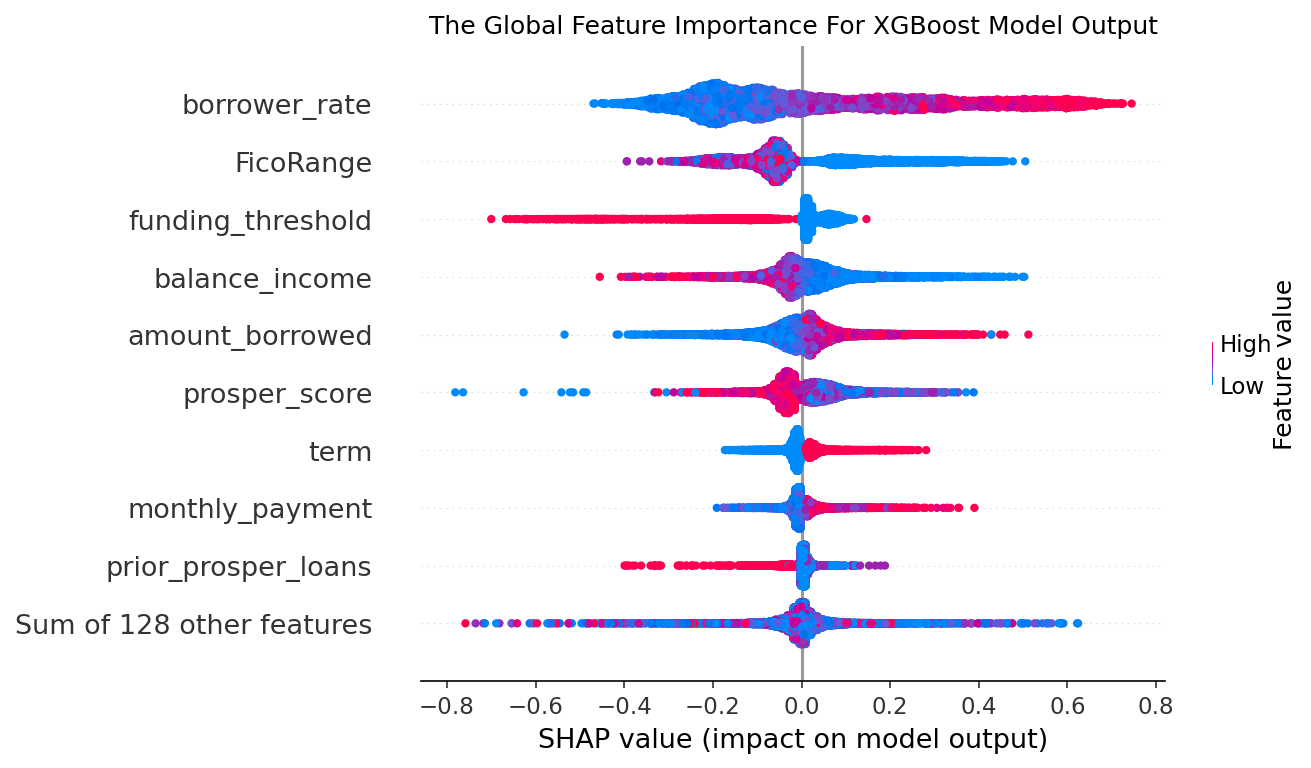 The Global Feature Importance For XGBoost Model Output
borrower_rate
FicoRange
funding_threshold
balance_income
amount_borrowed
prosper_score
term
monthly_payment
prior_prosper_loans
Sum of 128 other features
High
Low
Feature value
−0.8 −0.6 −0.4 −0.2 0.0 0.2 0.4 0.6 0.8
SHAP value (impact on model output)